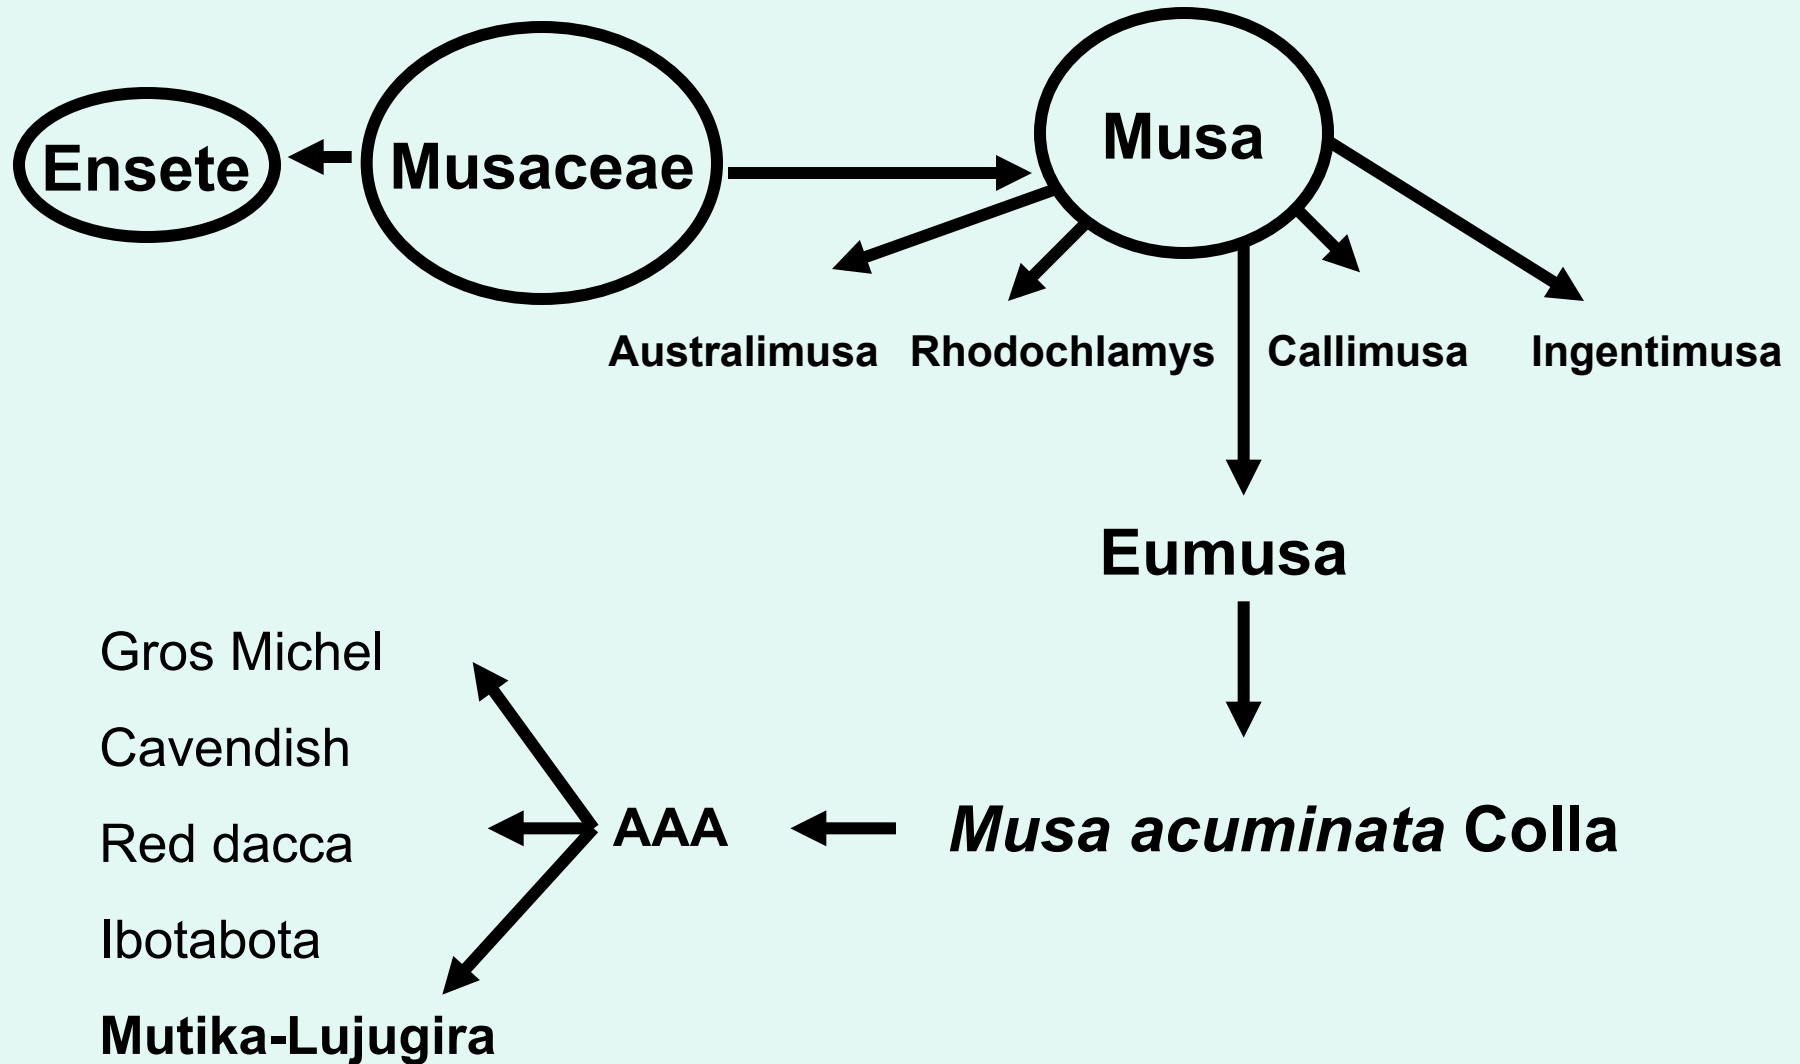 Ensete
Musaceae
Musa
Australimusa
Rhodochlamys
Callimusa
Ingentimusa
Eumusa
Musa acuminata Colla
AAA
Gros Michel
Cavendish
Red dacca
Ibotabota
Mutika-Lujugira